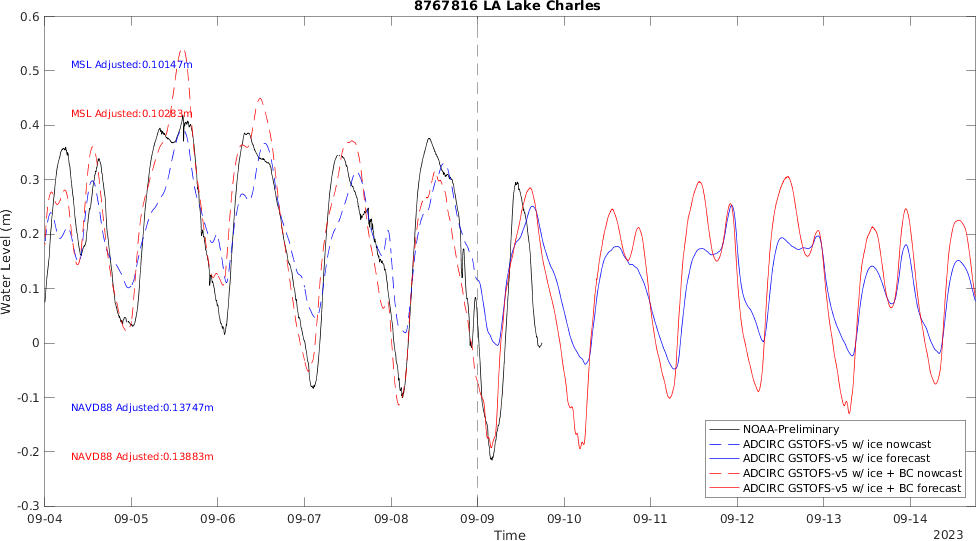 8767816 LA Lake Charles
0.6
0.5
0.4
0.3
0.2
0.1
0
-0.1
-0.2
-0.3
Water Level (m)
MSL Adjusted:0.10147m
MSL Adjusted:0.10283m
NAVD88 Adjusted:0.13747m
NAVD88 Adjusted:0.13883m
NOAA-Preliminary
ADCIRC GSTOFS-v5 w/ ice nowcast
ADCIRC GSTOFS-v5 w/ ice forecast
ADCIRC GSTOFS-v5 w/ ice + BC nowcast
ADCIRC GSTOFS-v5 w/ ice + BC forecast
09-04 09-05 09-06 09-07 09-08 09-09 09-10 09-11 09-12 09-13 09-14
Time
2023